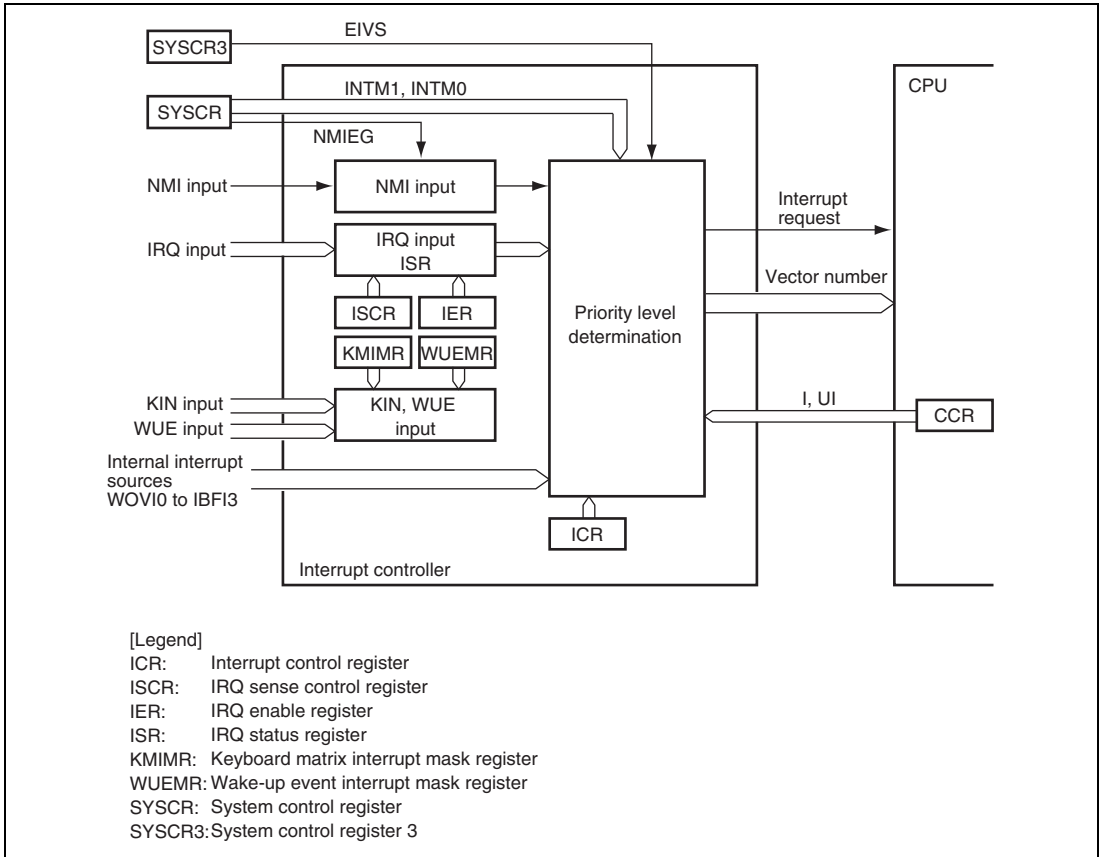 EIVS
SYSCR3
INTM1, INTM0
CPU
SYSCR
NMIEG
NMI input
NMI input
Interrupt
request
IRQ input
IRQ input
ISR
Vector number
ISCR
IER
Priority level
determination
KMIMR
WUEMR
KIN input
WUE input
KIN, WUE
input
I, UI
CCR
Internal interrupt
sources
WOVI0 to IBFI3
ICR
Interrupt controller
[Legend]
ICR: Interrupt control register
ISCR: IRQ sense control register
IER: IRQ enable register
ISR: IRQ status register
KMIMR: Keyboard matrix interrupt mask register
WUEMR: Wake-up event interrupt mask register
SYSCR: System control register
SYSCR3: System control register 3